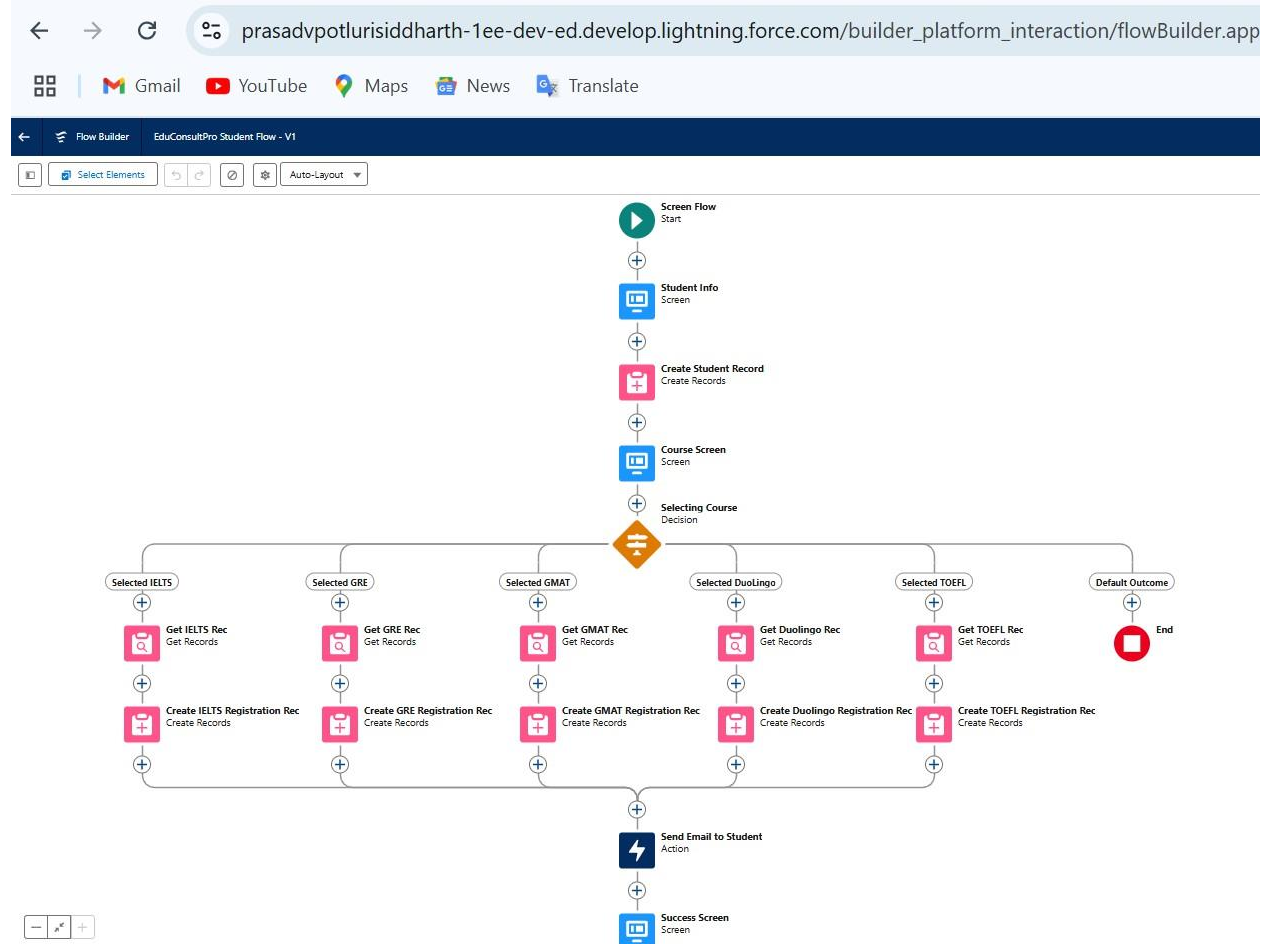 prasadvpotlurisiddharth-1ee-dev-ed.develop.lightning.force.com/builder_platform_interaction/flowBuilder.app
Gmail YouTube Maps News Translate
Flow Builder EduConsultPro Student Flow - V1
Select Elements Auto-Layout
Screen Flow
Start
Student Info
Screen
Create Student Record
Create Records
Course Screen
Screen
Selecting Course
Decision
Selected IELTS Selected GRE Selected GMAT Selected DuoLingo Selected TOEFL Default Outcome
Get IELTS Rec Get GRE Rec Get GMAT Rec Get Duolingo Rec Get TOEFL Rec End
Get Records Get Records Get Records Get Records Get Records
Create IELTS Registration Rec Create GRE Registration Rec Create GMAT Registration Rec Create Duolingo Registration Rec Create TOEFL Registration Rec
Create Records Create Records Create Records Create Records Create Records
Send Email to Student
Action
Success Screen
Screen